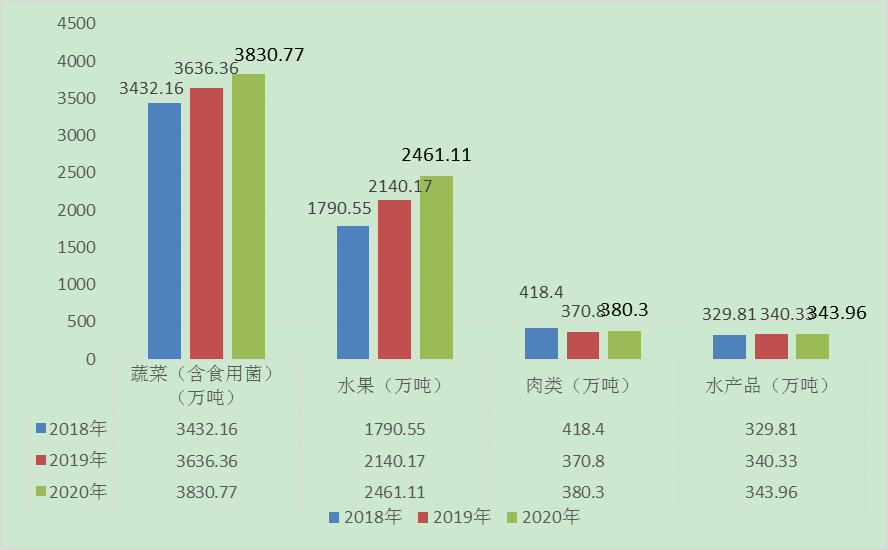 4500
4000
3500
3000
2500
2000
1500
1000
500
0
3432.16
3636.36
3830.77
1790.55
2140.17
2461.11
418.4
370.8
380.3
329.81
340.33
343.96
蔬菜（含食用菌）
（万吨）
水果（万吨）
肉类（万吨）
水产品（万吨）
2018年 3432.16 1790.55 418.4 329.81
2019年 3636.36 2140.17 370.8 340.33
2020年 3830.77 2461.11 380.3 343.96
2018年 2019年 2020年